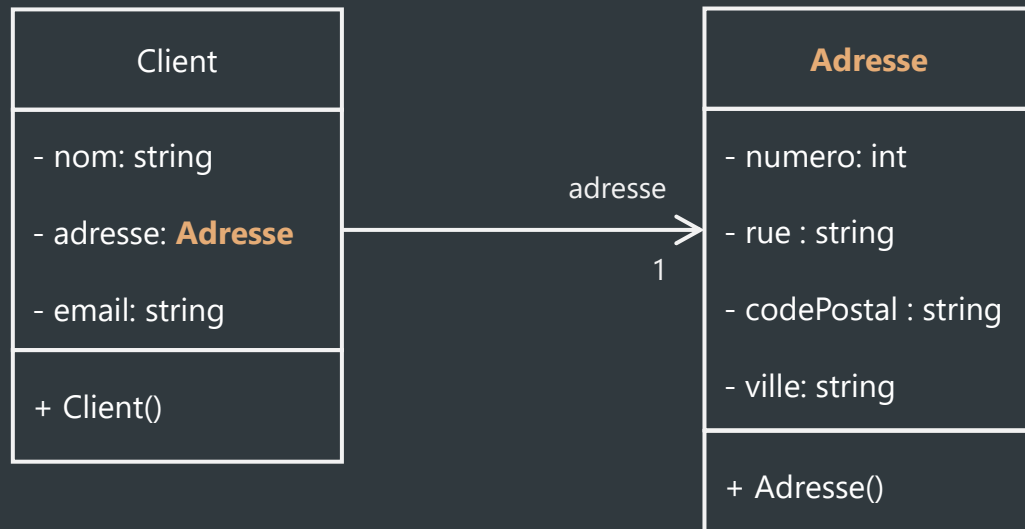 Client
- nom: string
- adresse: Adresse
- email: string
+ Client()
adresse
1
Adresse
- numero: int
- rue : string
- codePostal : string
- ville: string
+ Adresse()